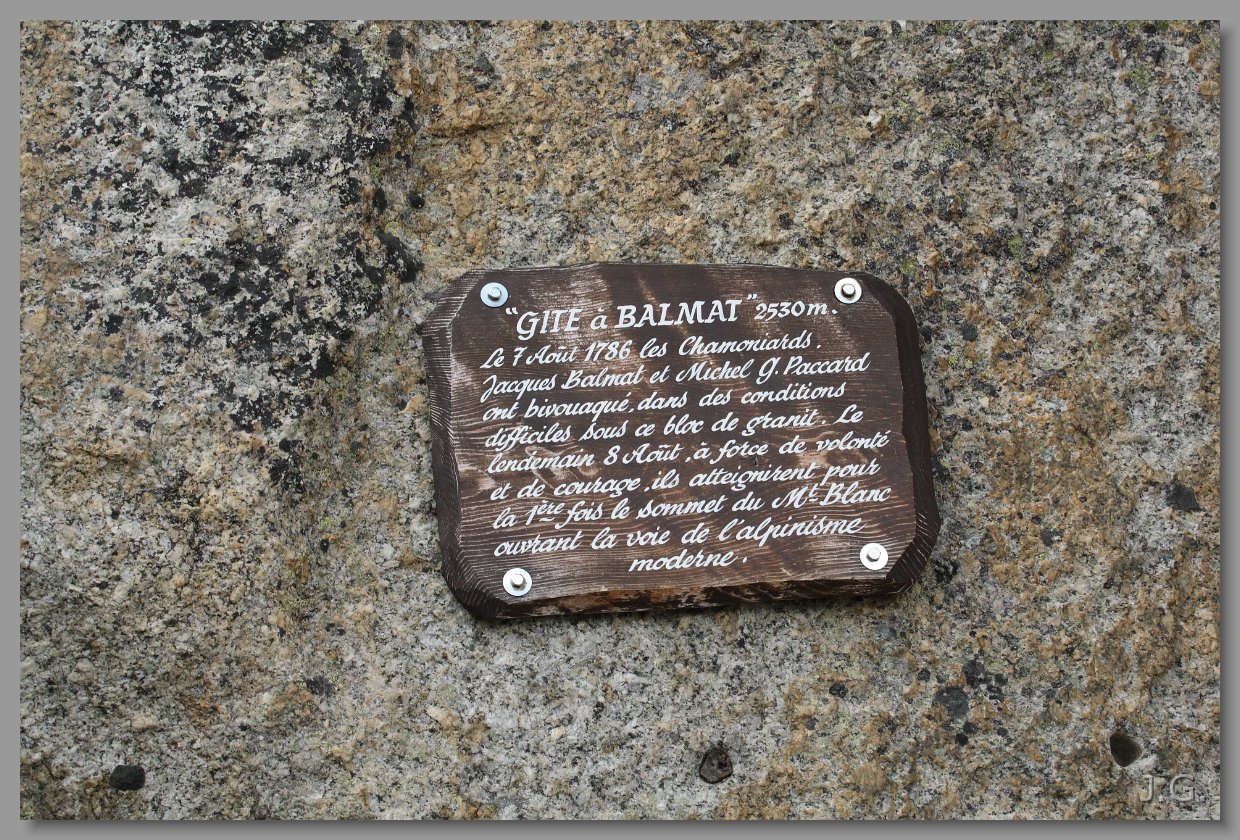 "GITE à BALMAT" 2530m.
Le 7 Août 1786 les Chamoniards.
Jacques Balmat et Michel G. Paccard
ont bivouaqué, dans des conditions
difficiles sous ce bloc de granit. Le
lendemain 8 Août, à force de volonté
et de courage, ils atteignirent pour
la 1ère fois le sommet du Mt Blanc
ouvrant la voie de l'alpinisme
moderne.
J.G.